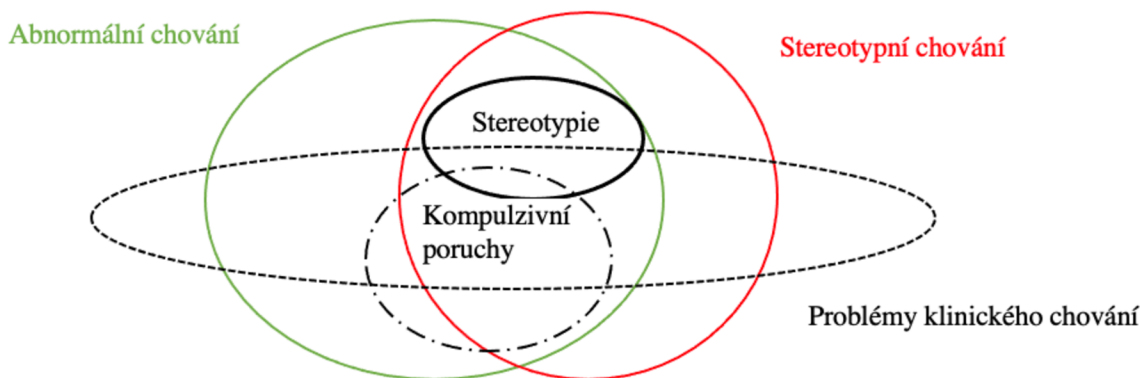 Abnormální chování
Stereotypní chování
Stereotypie
Kompulzivní
poruchy
Problémy klinického chování